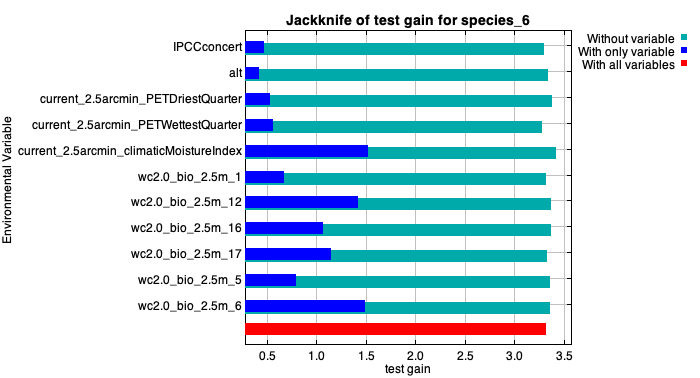 Jackknife of test gain for species_6
Without variable
With only variable
With all variables
Environmental Variable
IPCCconcert
alt
current_2.5arcmin_PETDriestQuarter
current_2.5arcmin_PETWettestQuarter
current_2.5arcmin_climaticMoistureIndex
wc2.0_bio_2.5m_1
wc2.0_bio_2.5m_12
wc2.0_bio_2.5m_16
wc2.0_bio_2.5m_17
wc2.0_bio_2.5m_5
wc2.0_bio_2.5m_6
0.5 1.0 1.5 2.0 2.5 3.0 3.5
test gain